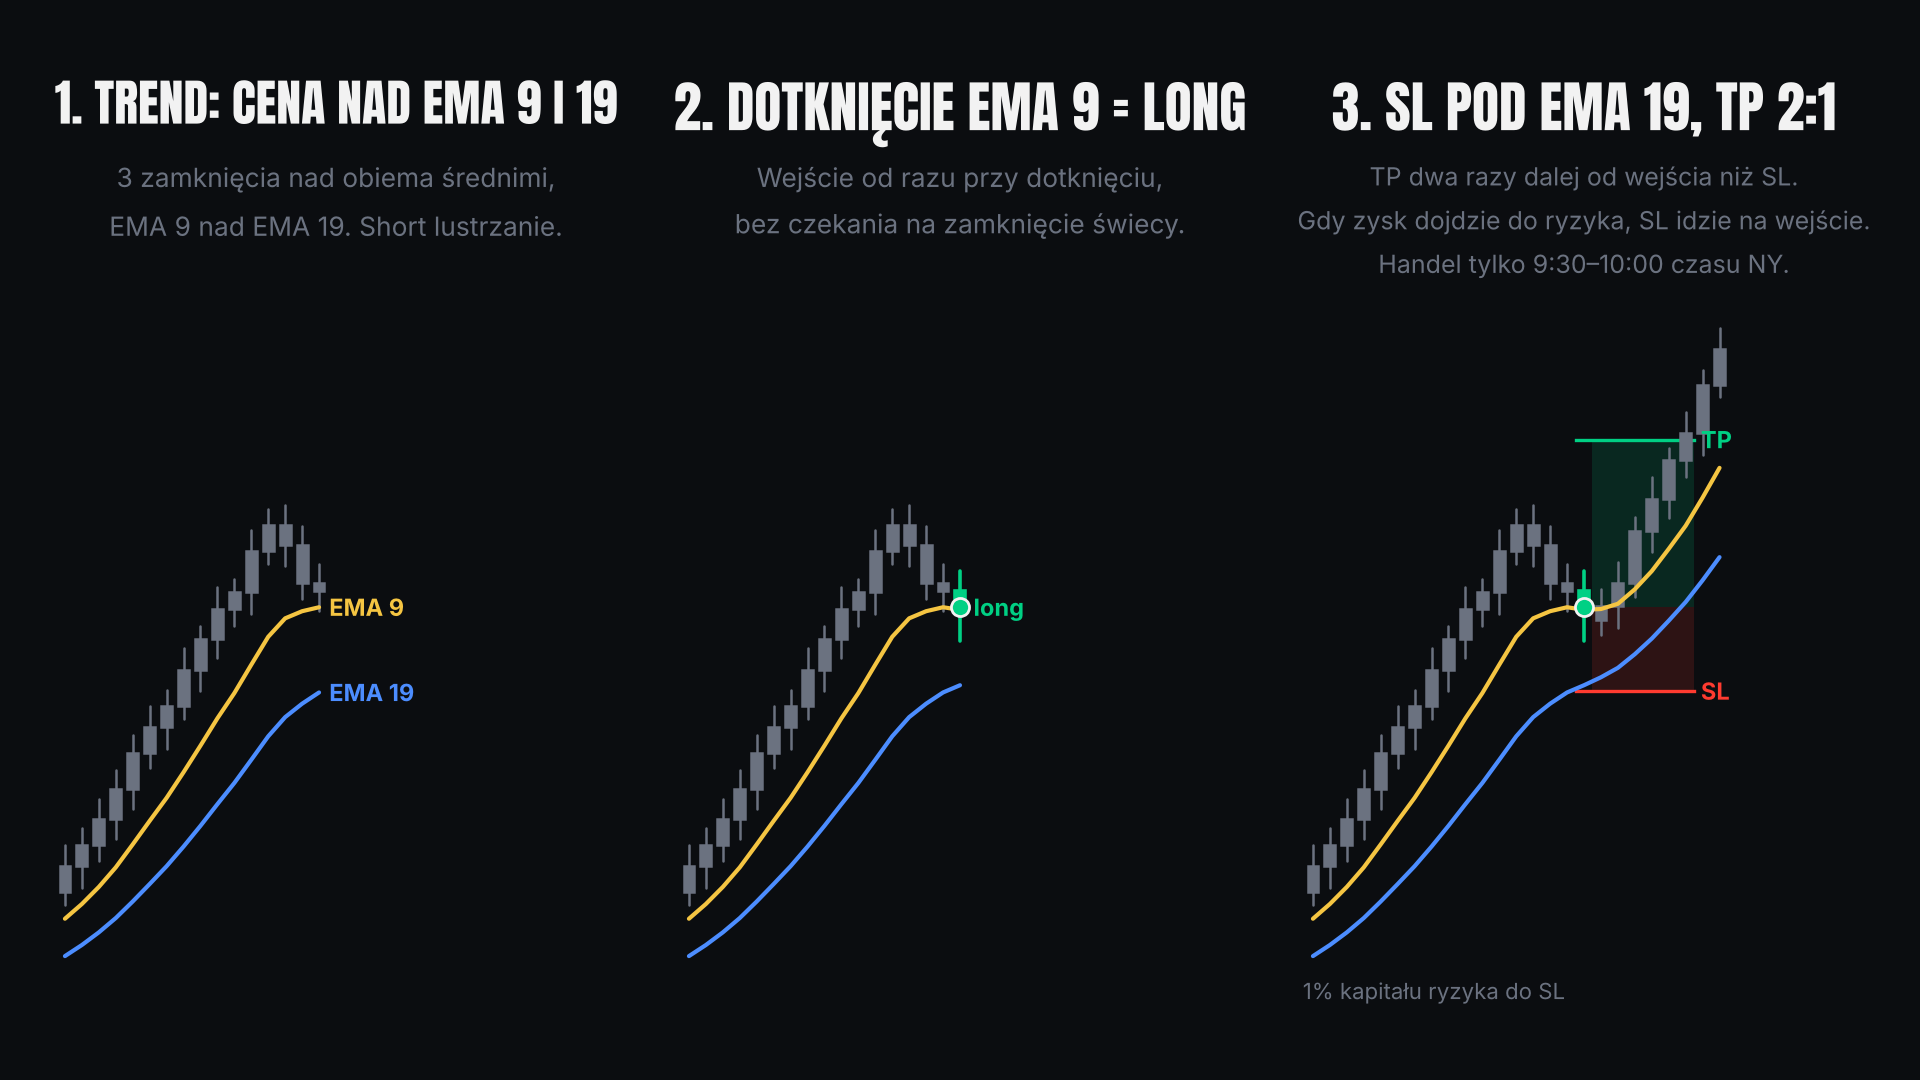 1. TREND: CENA NAD EMA 9 I 19
3 zamknięcia nad obiema średnimi,
EMA 9 nad EMA 19. Short lustrzanie.
EMA 9
EMA 19
2. DOTKNIĘCIE EMA 9 = LONG
Wejście od razu przy dotknięciu,
bez czekania na zamknięcie świecy.
long
3. SL POD EMA 19, TP 2:1
TP dwa razy dalej od wejścia niż SL.
Gdy zysk dojdzie do ryzyka, SL idzie na wejście.
Handel tylko 9:30–10:00 czasu NY.
TP
SL
1% kapitału ryzyka do SL